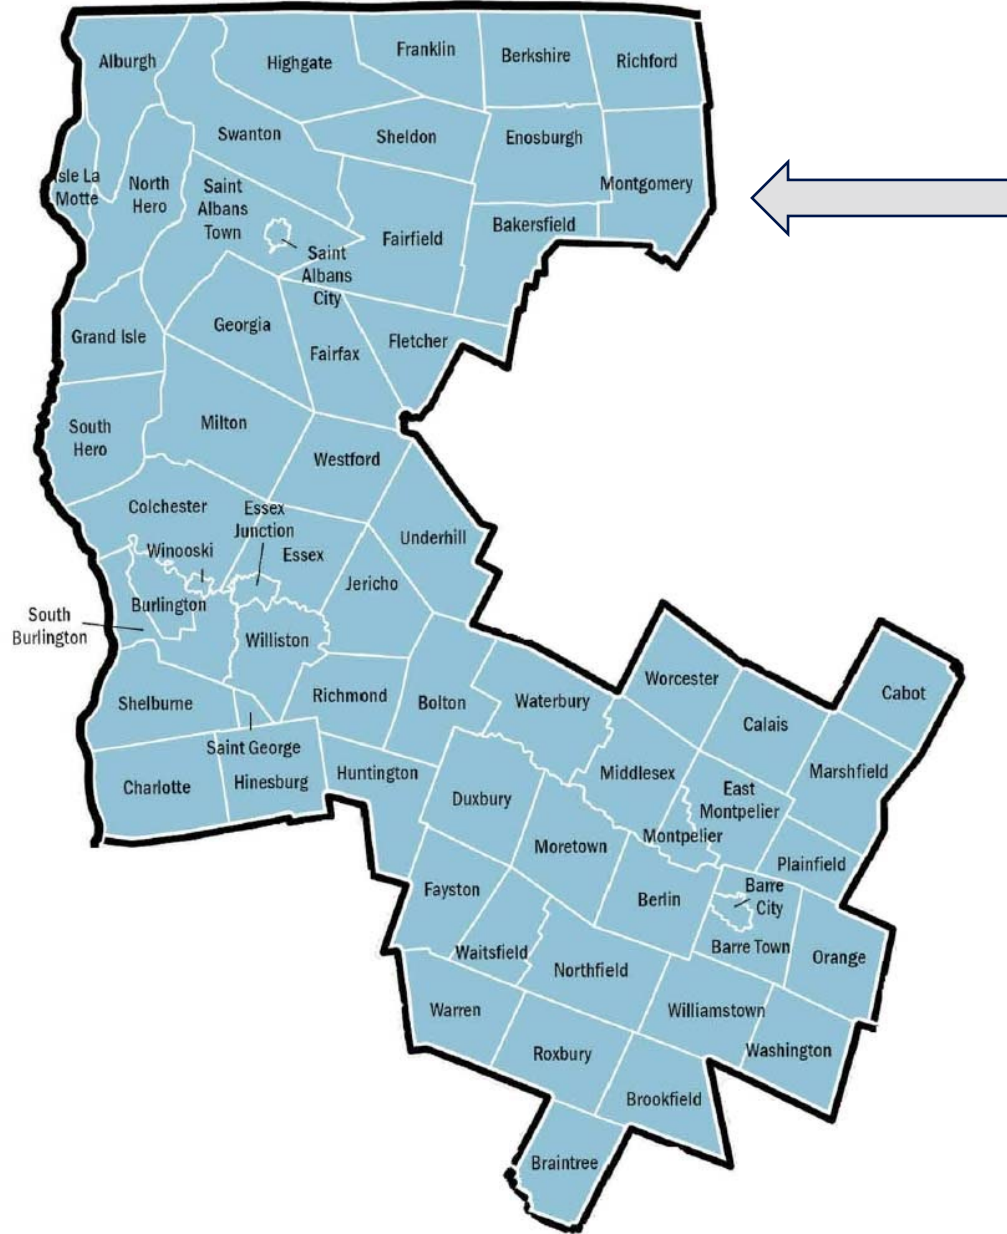 Alburgh
Highgate
Franklin
Berkshire
Richford
Swanton
Sheldon
Enosburgh
Isle La
Motte
North
Hero
Saint
Albans
Town
Montgomery
Bakersfield
Fairfield
Saint
Albans
City
Grand Isle
Georgia
Fairfax
Fletcher
South
Hero
Milton
Westford
Colchester
Essex
Junction
Winooski
Essex
Underhill
Jericho
Burlington
South
Burlington
Williston
Shelburne
Saint George
Richmond
Bolton
Waterbury
Worcester
Calais
Cabot
Charlotte
Hinesburg
Huntington
Duxbury
Middlesex
East
Montpelier
Marshfield
Moretown
Montpelier
Plainfield
Fayston
Berlin
Barre
City
Barre Town
Orange
Waitsfield
Northfield
Warren
Williamstown
Roxbury
Washington
Brookfield
Braintree